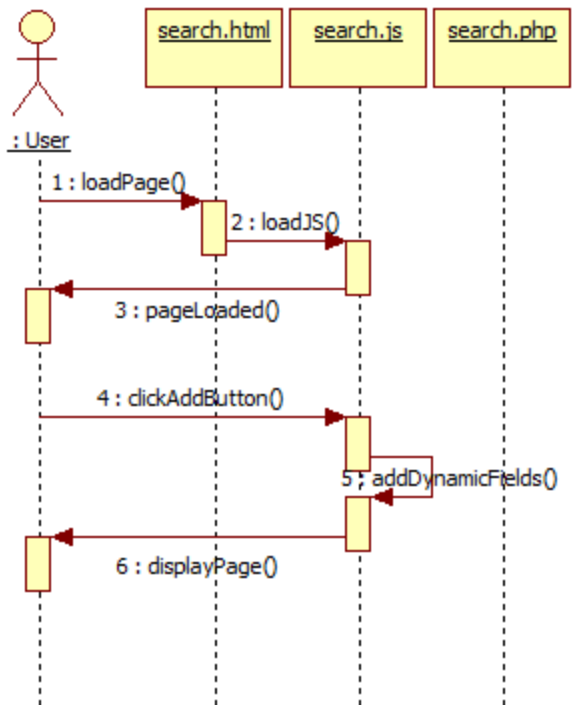 search.html
search.js
search.php
: User
1 : loadPage()
2 : loadJS()
3 : pageLoaded()
4 : clickAddButton()
5 : addDynamicFields()
6 : displayPage()